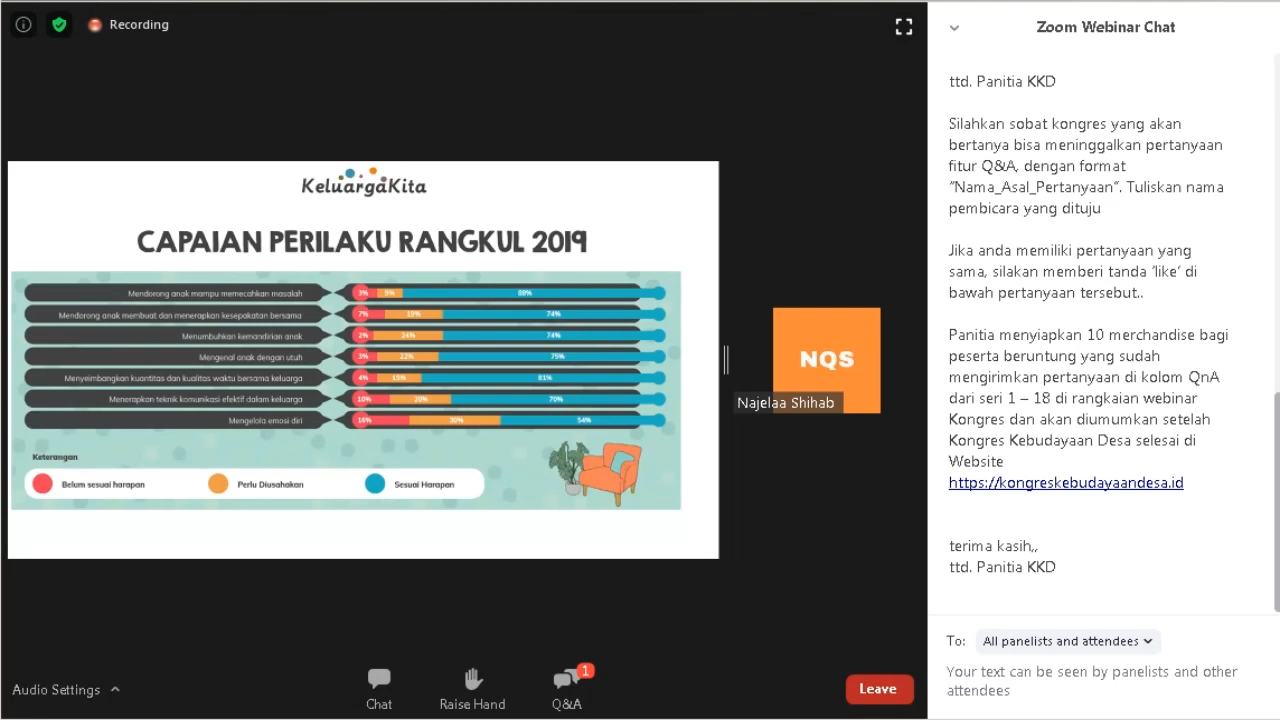 Recording
KeluargaKita
CAPAIAN PERILAKU RANGKUL 2019
Mendorong anak mampu memecahkan masalah 3% 9% 88%
Mendorong anak membuat dan menerapkan kesepakatan bersama 7% 19% 74%
Menumbuhkan kemandirian anak 2% 24% 74%
Mengenal anak dengan utuh 3% 22% 75%
Menyeimbangkan kuantitas dan kualitas waktu bersama keluarga 4% 15% 81%
Menerapkan teknik komunikasi efektif dalam keluarga 10% 20% 70%
Mengelola emosi diri 16% 30% 54%
Keterangan
Belum sesuai harapan
Perlu Diusahakan
Sesuai Harapan
NQS
Najelaa Shihab
Audio Settings
Chat
Raise Hand
1
Q&A
Leave
Zoom Webinar Chat
ttd. Panitia KKD
Silahkan sobat kongres yang akan
bertanya bisa meninggalkan pertanyaan
fitur Q&A, dengan format
"Nama_Asal_Pertanyaan". Tuliskan nama
pembicara yang dituju
Jika anda memiliki pertanyaan yang
sama, silakan memberi tanda 'like' di
bawah pertanyaan tersebut..
Panitia menyiapkan 10 merchandise bagi
peserta beruntung yang sudah
mengirimkan pertanyaan di kolom QnA
dari seri 1 – 18 di rangkaian webinar
Kongres dan akan diumumkan setelah
Kongres Kebudayaan Desa selesai di
Website
https://kongreskebudayaandesa.id
terima kasih,,
ttd. Panitia KKD
To: All panelists and attendees
Your text can be seen by panelists and other
attendees